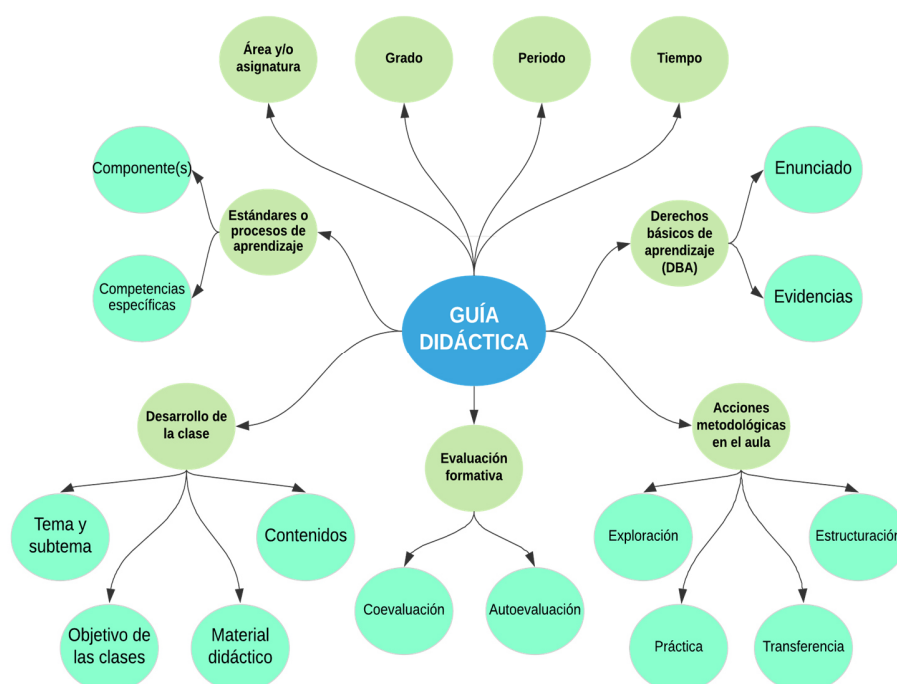 Área y/o
asignatura
Grado
Periodo
Tiempo
Componente(s)
Estándares o
procesos de
aprendizaje
Competencias
específicas
Derechos
básicos de
aprendizaje
(DBA)
Enunciado
Evidencias
GUÍA
DIDÁCTICA
Desarrollo de
la clase
Tema y
subtema
Contenidos
Objetivo de
las clases
Material
didáctico
Evaluación
formativa
Coevaluación
Autoevaluación
Acciones
metodológicas
en el aula
Exploración
Estructuración
Práctica
Transferencia